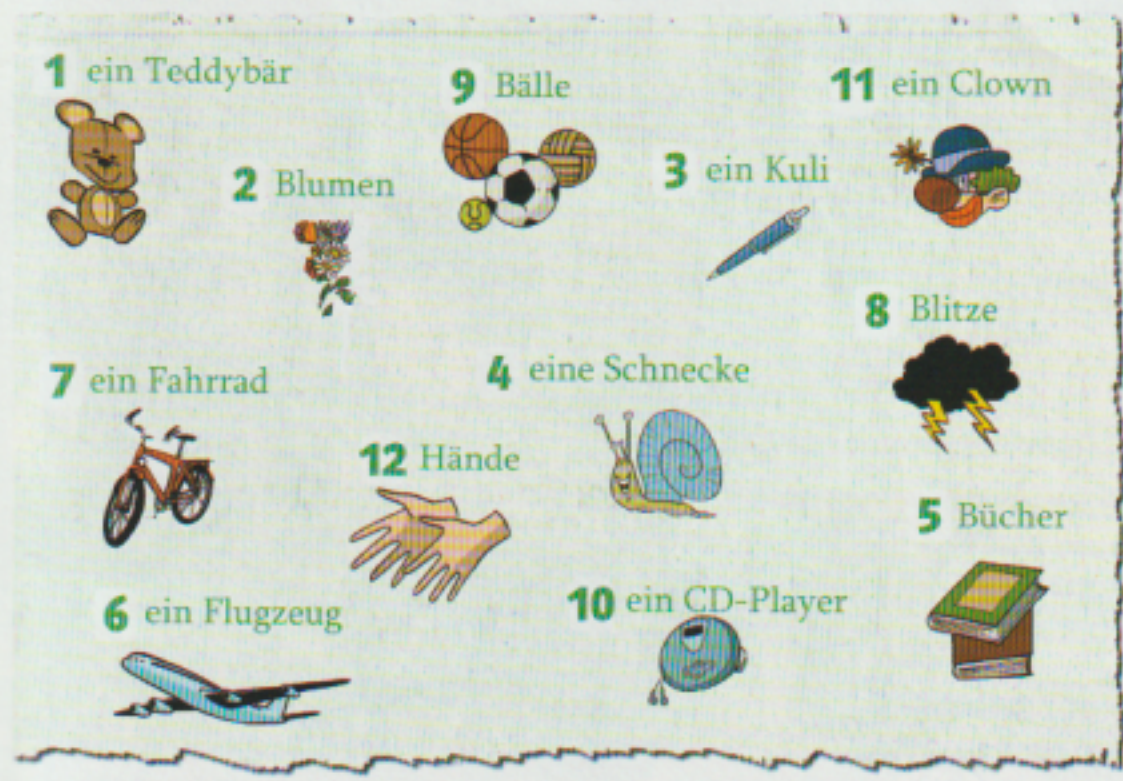 1 ein Teddybär
9 Bälle
11 ein Clown
2 Blumen
3 ein Kuli
8 Blitze
7 ein Fahrrad
4 eine Schnecke
12 Hände
5 Bücher
6 ein Flugzeug
10 ein CD-Player